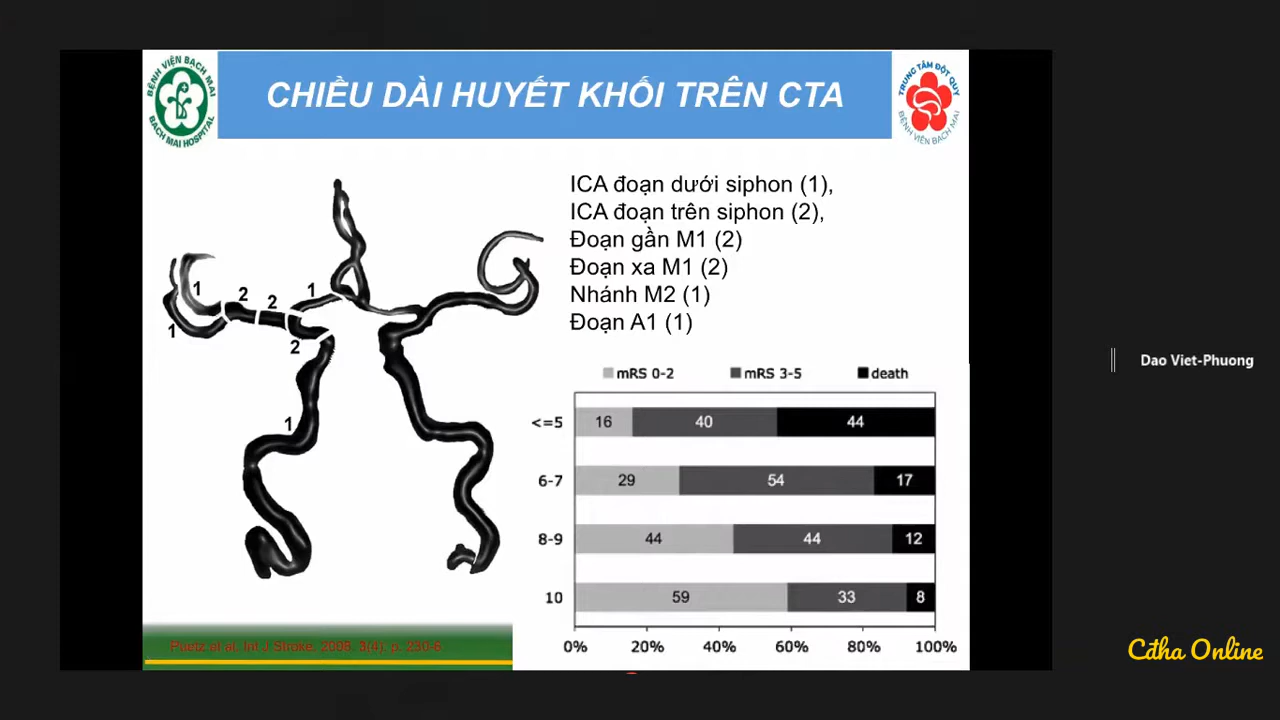 BỆNH VIỆN BẠCH MAI
BACH MAI HOSPITAL
CHIỀU DÀI HUYẾT KHỐI TRÊN CTA
TRUNG TÂM ĐỘT QUỴ
BỆNH VIỆN BẠCH MAI
ICA đoạn dưới siphon (1),
ICA đoạn trên siphon (2),
Đoạn gần M1 (2)
Đoạn xa M1 (2)
Nhánh M2 (1)
Đoạn A1 (1)
1
2
2
1
1
2
1
mRS 0-2 mRS 3-5 death
<=5 16 40 44
6-7 29 54 17
8-9 44 44 12
10 59 33 8
0% 20% 40% 60% 80% 100%
Puetz et al. Int J Stroke, 2008. 3(4). p. 230-6.
Dao Viet-Phuong
Cdha Online